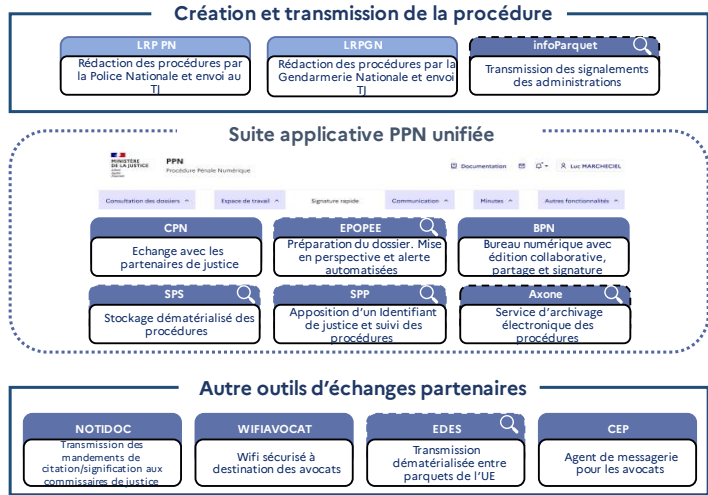 Création et transmission de la procédure
LRP PN
Rédaction des procédures par
la Police Nationale et envoi au
TJ
LRPGN
Rédaction des procédures par la
Gendarmerie Nationale et envoi
TJ
infoParquet
Transmission des signalements
des administrations
Suite applicative PPN unifiée
MINISTÈRE
DE LA JUSTICE
PPN
Procédure Pénale Numérique
Documentation
Luc MARCHECIEL
Consultation des dossiers
Espace de travail
Signature rapide
Communication
Minutes
Autres fonctionnalités
CPN
Echange avec les
partenaires de justice
EPOPEE
Préparation du dossier. Mise
en perspective et alerte
automatisées
BPN
Bureau numérique avec
édition collaborative,
partage et signature
SPS
Stockage dématérialisé des
procédures
SPP
Apposition d'un Identifiant
de justice et suivi des
procédures
Axone
Service d'archivage
électronique des
procédures
Autre outils d'échanges partenaires
NOTIDOC
Transmission des
mandements de
citation/signification aux
commissaires de justice
WIFIAVOCAT
Wifi sécurisé à
destination des avocats
EDES
Transmission
dématérialisée entre
parquets de l'UE
CEP
Agent de messagerie
pour les avocats